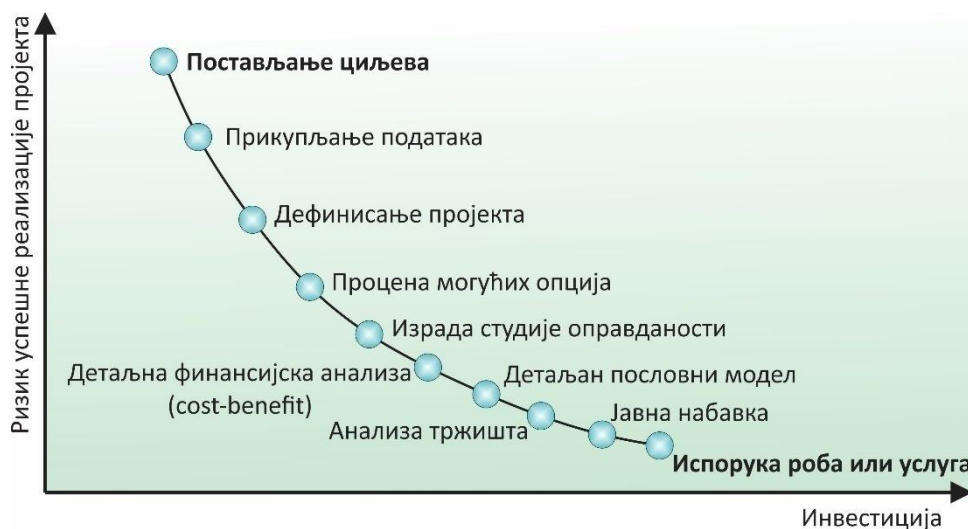 Ризик успешне реализације пројекта
Постављање циљева
Прикупљање података
Дефинисање пројекта
Процена могућих опција
Израда студије оправданости
Детаљна финансијска анализа
(cost-benefit)
Детаљан пословни модел
Анализа тржишта
Јавна набавка
Испорука роба или услуга
Инвестиција